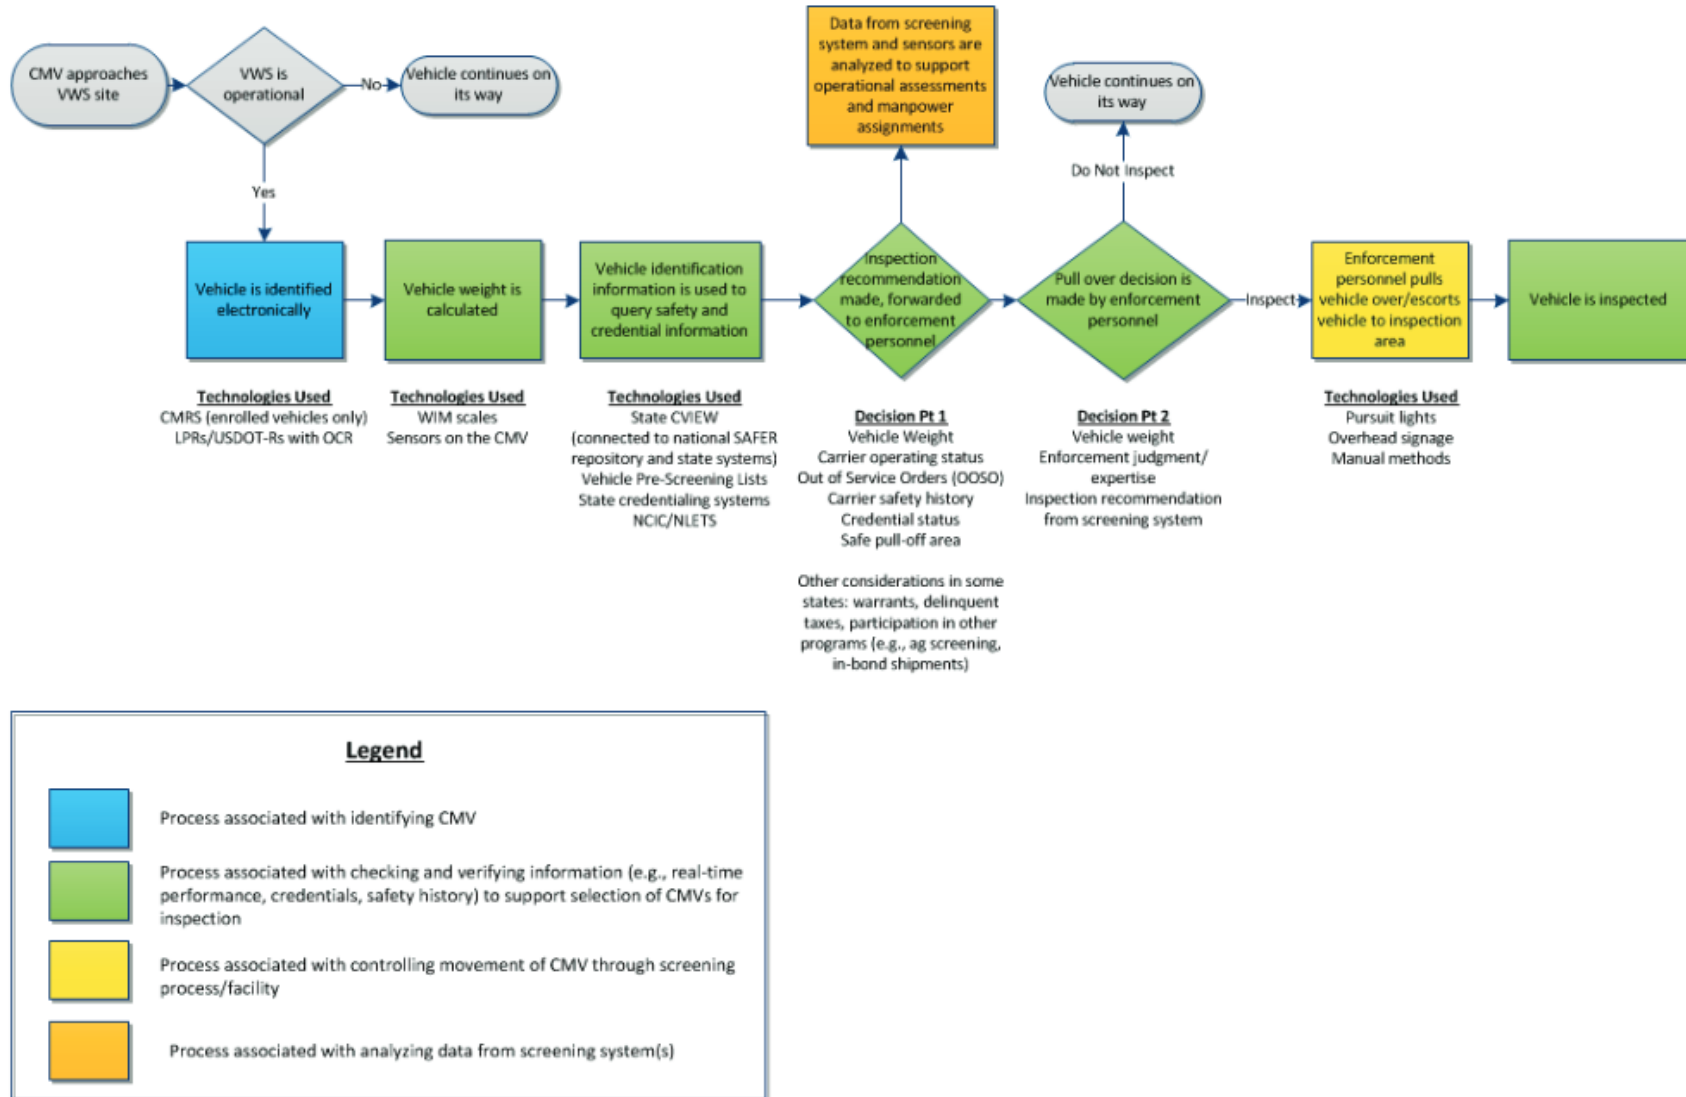 CMV approaches
VWS site
VWS is
operational
No
Vehicle continues on
its way
Yes
Data from screening
system and sensors are
analyzed to support
operational assessments
and manpower
assignments
Vehicle continues on
its way
Do Not Inspect
Vehicle is identified
electronically
Vehicle weight is
calculated
Vehicle identification
information is used to
query safety and
credential information
Inspection
recommendation
made, forwarded
to enforcement
personnel
Pull over decision is
made by enforcement
personnel
Inspect
Enforcement
personnel pulls
vehicle over/escorts
vehicle to inspection
area
Vehicle is inspected
Technologies Used
CMRS (enrolled vehicles only)
LPRs/USDOT-Rs with OCR
Technologies Used
WIM scales
Sensors on the CMV
Technologies Used
State CVIEW
(connected to national SAFER
repository and state systems)
Vehicle Pre-Screening Lists
State credentialing systems
NCIC/NLETS
Decision Pt 1
Vehicle Weight
Carrier operating status
Out of Service Orders (OOSO)
Carrier safety history
Credential status
Safe pull-off area
Other considerations in some
states: warrants, delinquent
taxes, participation in other
programs (e.g., ag screening,
in-bond shipments)
Decision Pt 2
Vehicle weight
Enforcement judgment/
expertise
Inspection recommendation
from screening system
Technologies Used
Pursuit lights
Overhead signage
Manual methods
Legend
Process associated with identifying CMV
Process associated with checking and verifying information (e.g., real-time
performance, credentials, safety history) to support selection of CMVs for
inspection
Process associated with controlling movement of CMV through screening
process/facility
Process associated with analyzing data from screening system(s)